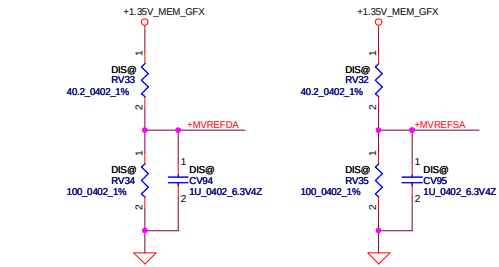 +1.35V_MEM_GFX
1
DIS@
RV33
40.2_0402_1%
2
+MVREFDA
1
DIS@
RV34
100_0402_1%
2
1
DIS@
CV94
1U_0402_6.3V4Z
2
+1.35V_MEM_GFX
1
DIS@
RV32
40.2_0402_1%
2
+MVREFSA
1
DIS@
RV35
100_0402_1%
2
1
DIS@
CV95
1U_0402_6.3V4Z
2